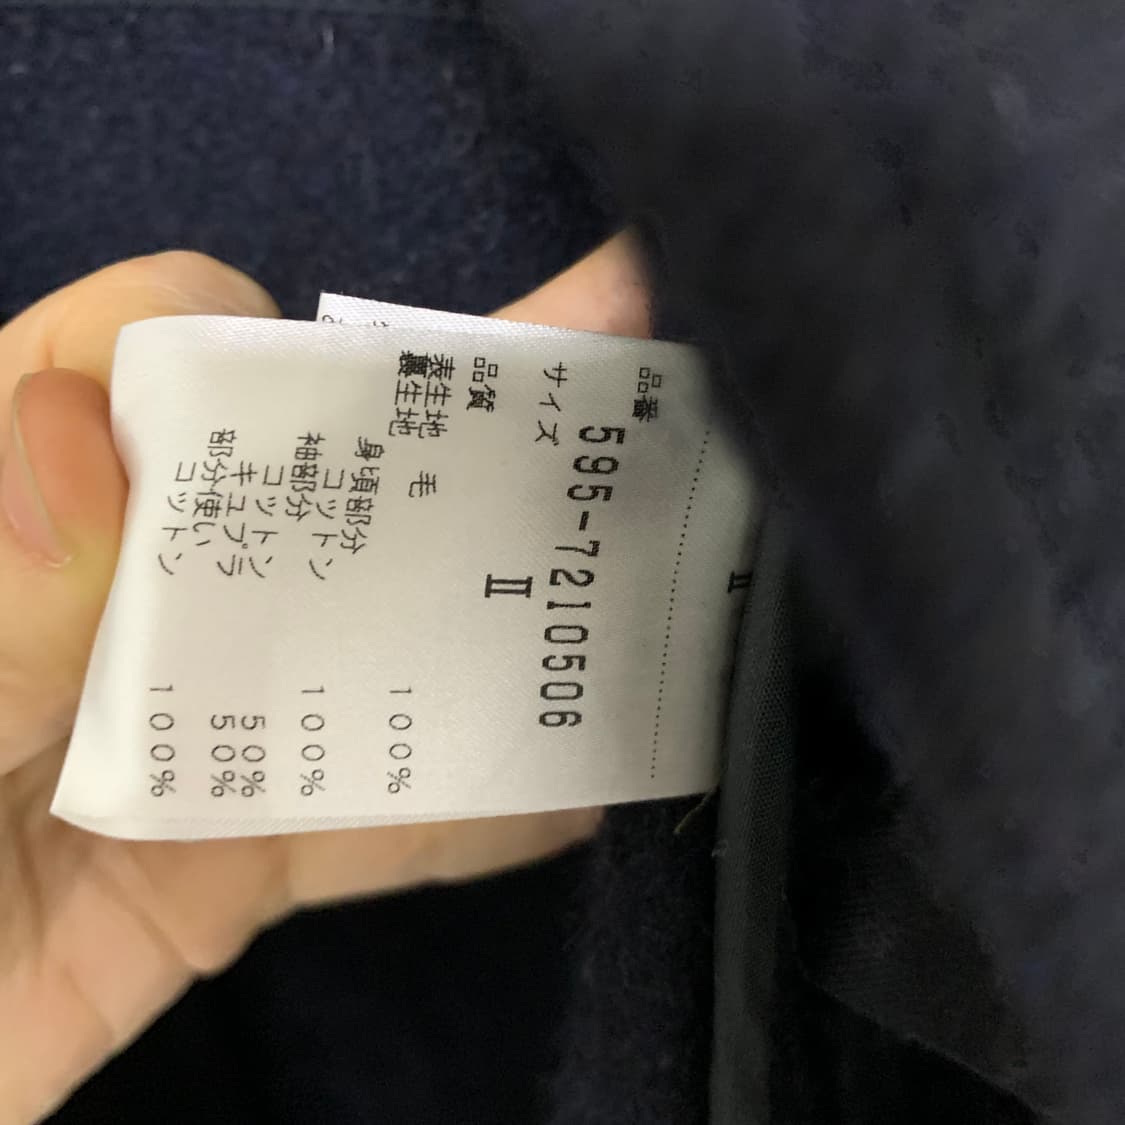 品番
595-7210506
サイズ
II
品質
表生地 毛 100%
裏生地
身頃部分
コットン 100%
袖部分
コットン 50%
キュプラ 50%
部分使い
コットン 100%
II